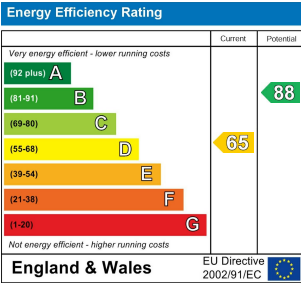 Energy Efficiency Rating
Current Potential
Very energy efficient - lower running costs
(92 plus) A
(81-91) B
(69-80) C
(55-68) D
(39-54) E
(21-38) F
(1-20) G
65
88
Not energy efficient - higher running costs
England & Wales
EU Directive
2002/91/EC